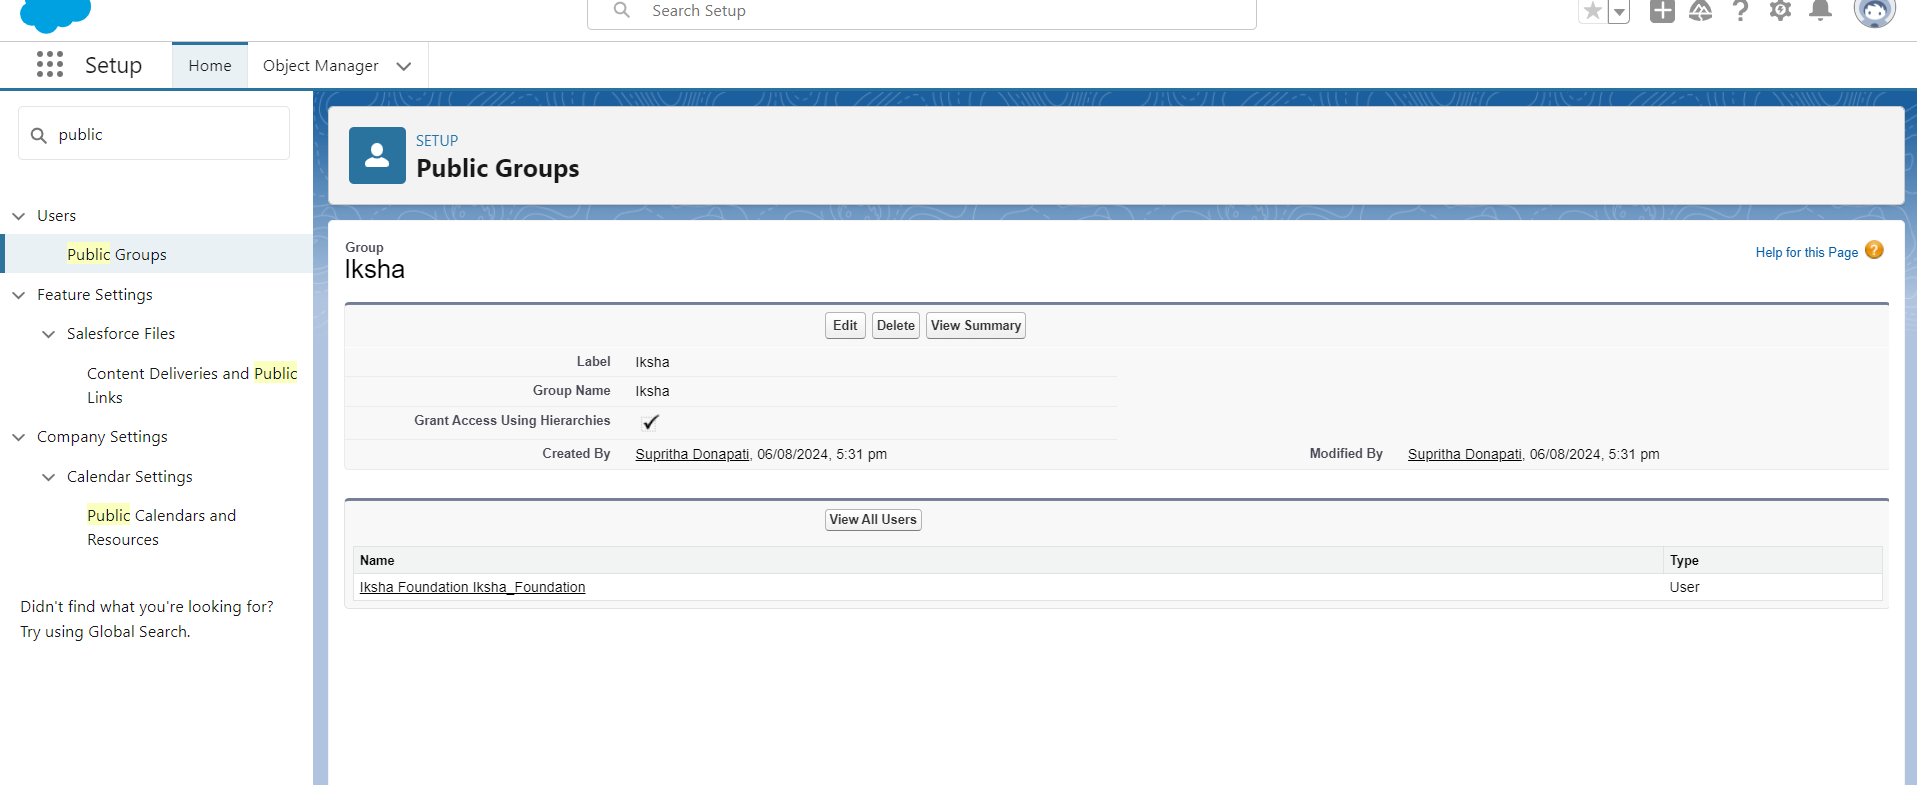 Search Setup
Setup
Home
Object Manager
public
Users
Public Groups
Feature Settings
Salesforce Files
Content Deliveries and Public
Links
Company Settings
Calendar Settings
Public Calendars and
Resources
Didn't find what you're looking for?
Try using Global Search.
SETUP
Public Groups
Group
Iksha
Help for this Page
Edit Delete View Summary
Label Iksha
Group Name Iksha
Grant Access Using Hierarchies
Created By Supritha Donapati, 06/08/2024, 5:31 pm Modified By Supritha Donapati, 06/08/2024, 5:31 pm
View All Users
Name Type
Iksha Foundation Iksha_Foundation User